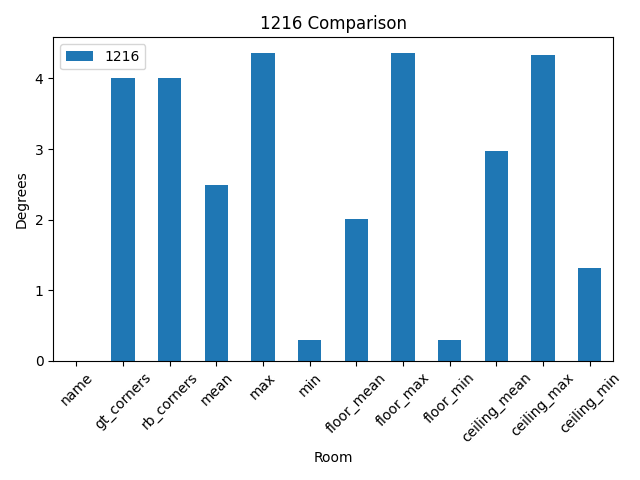 1216 Comparison
1216
Degrees
4
3
2
1
0
name
gt_corners
rb_corners
mean
max
min
floor_mean
floor_max
floor_min
ceiling_mean
ceiling_max
ceiling_min
Room